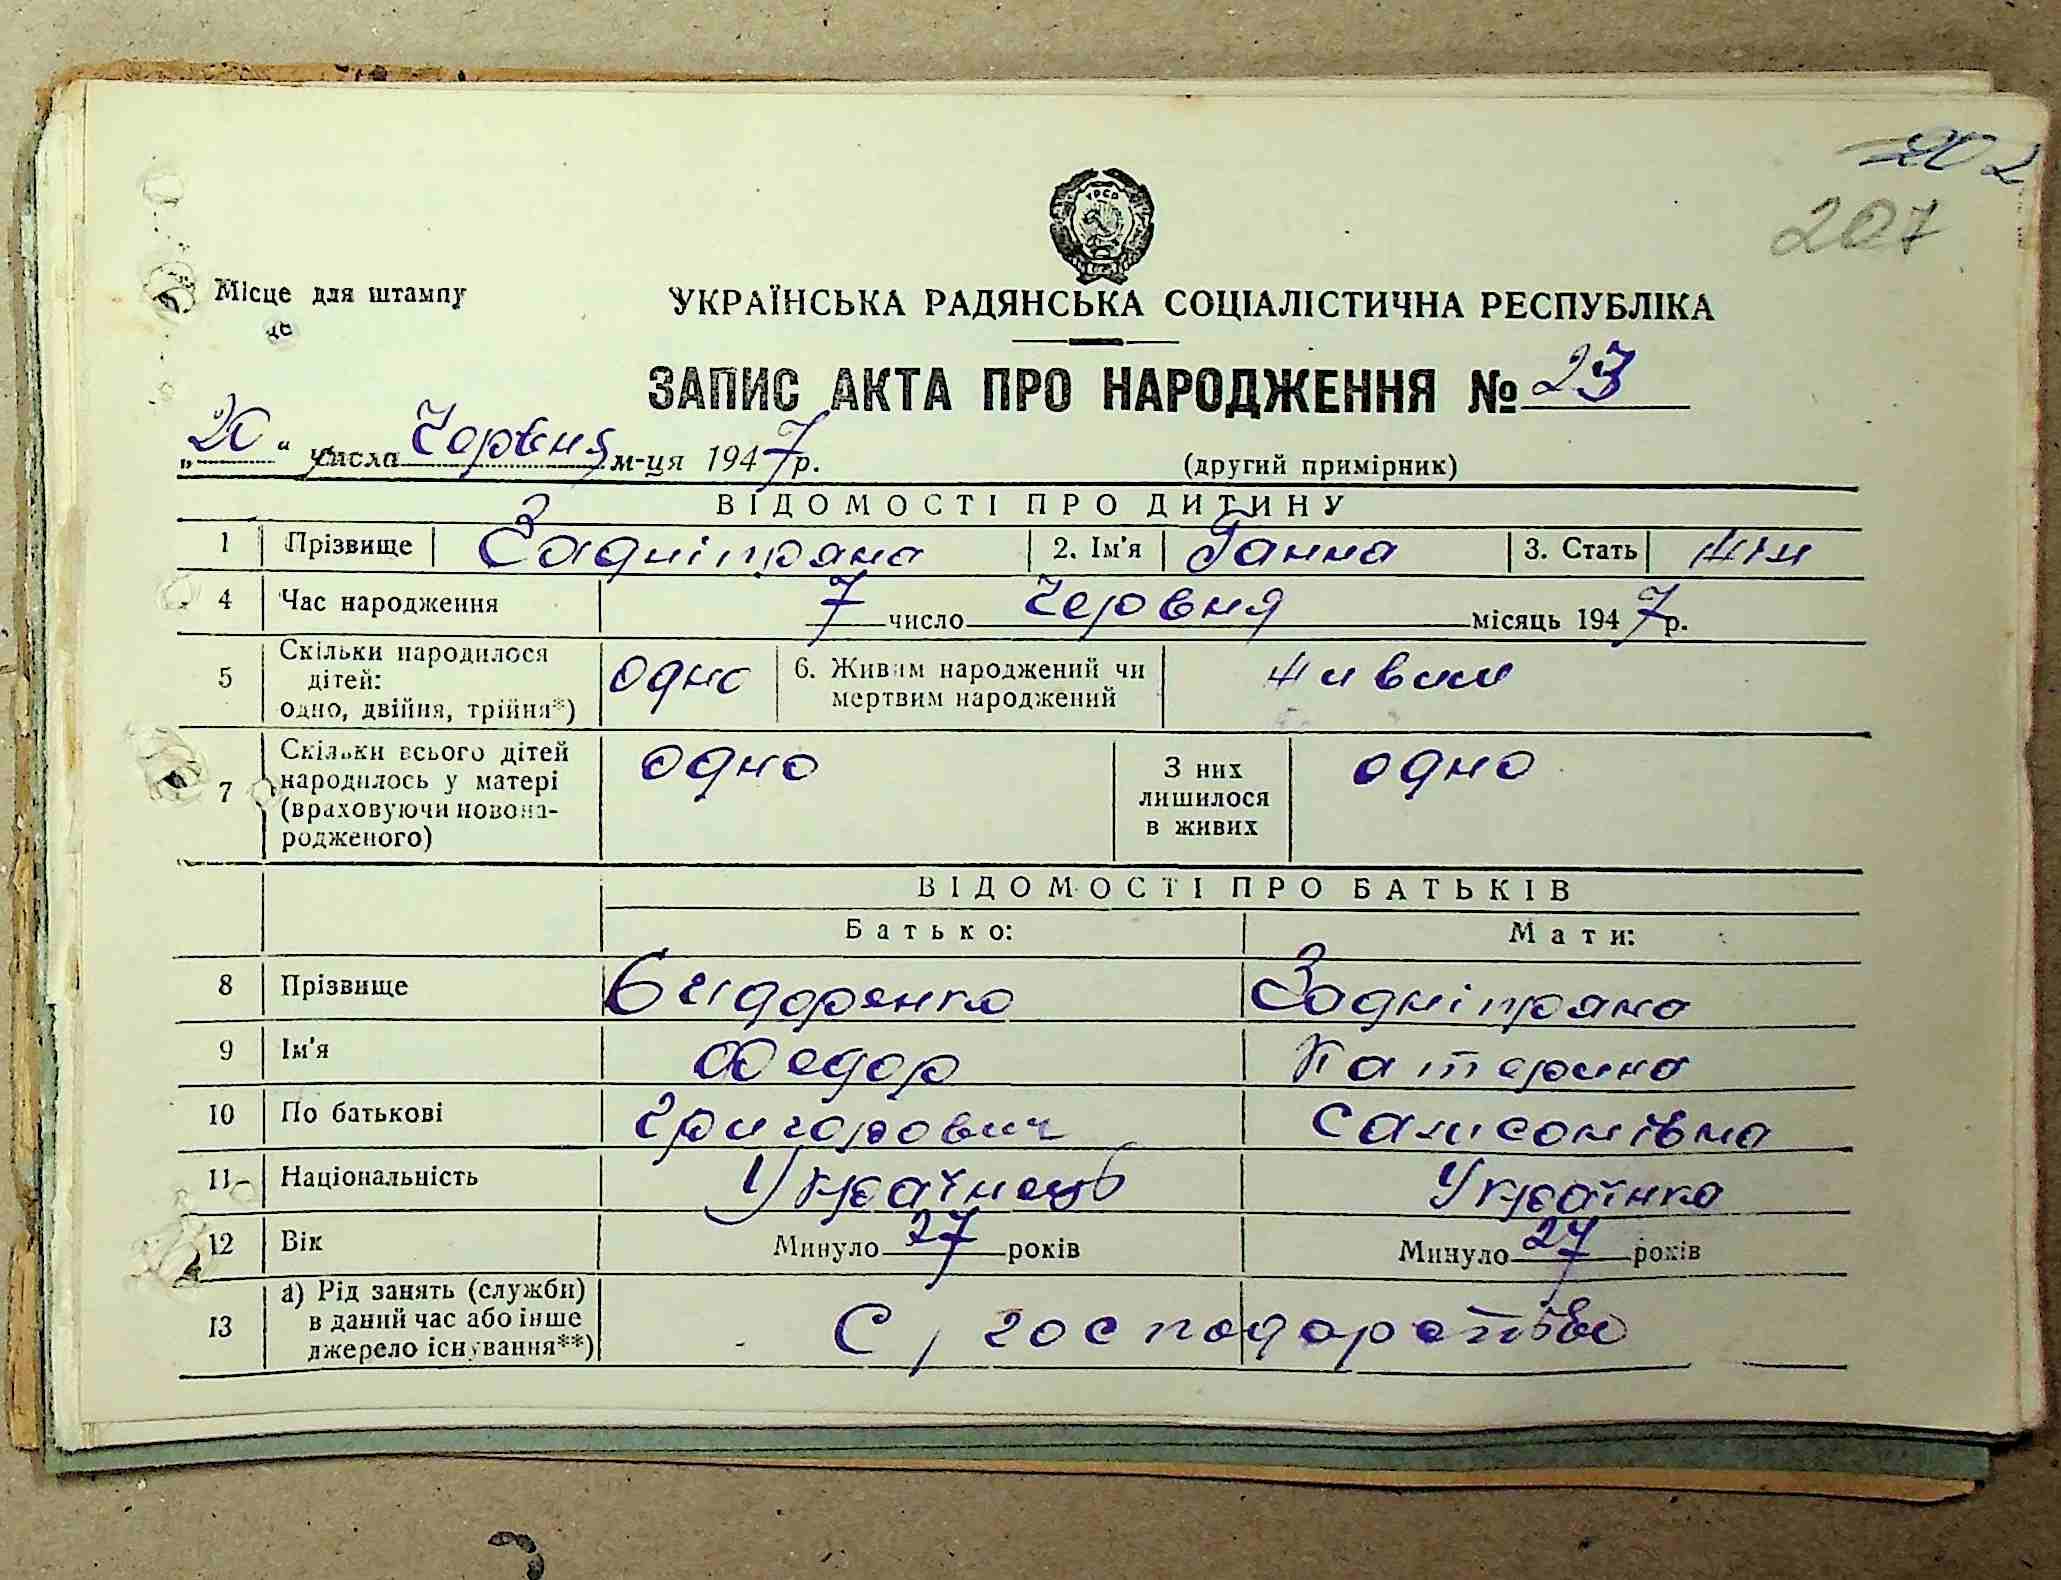 202
207
УРСР
Місце для штампу
УКРАЇНСЬКА РАДЯНСЬКА СОЦІАЛІСТИЧНА РЕСПУБЛІКА
ЗАПИС АКТА ПРО НАРОДЖЕННЯ № 23
„20“ числа Червня м-ця 1947 р. (другий примірник)
ВІДОМОСТІ ПРО ДИТИНУ
1 Прізвище Задніпряна 2. Ім'я Ганна 3. Стать жін
4 Час народження 7 число Червня місяць 1947 р.
5 Скільки народилося дітей: одно, двійня, трійня*) одно 6. Живим народжений чи мертвим народжений живим
7 Скільки всього дітей народилось у матері (враховуючи новонародженого) одно З них лишилося в живих одно
ВІДОМОСТІ ПРО БАТЬКІВ
Батько: Мати:
8 Прізвище Сидоренко Задніпряна
9 Ім'я Федор Катерина
10 По батькові Григорович Самсонівна
11 Національність Українець Українка
12 Вік Минуло 27 років Минуло 27 років
13 а) Рід занять (служби) в даний час або інше джерело існування**) С, господарство